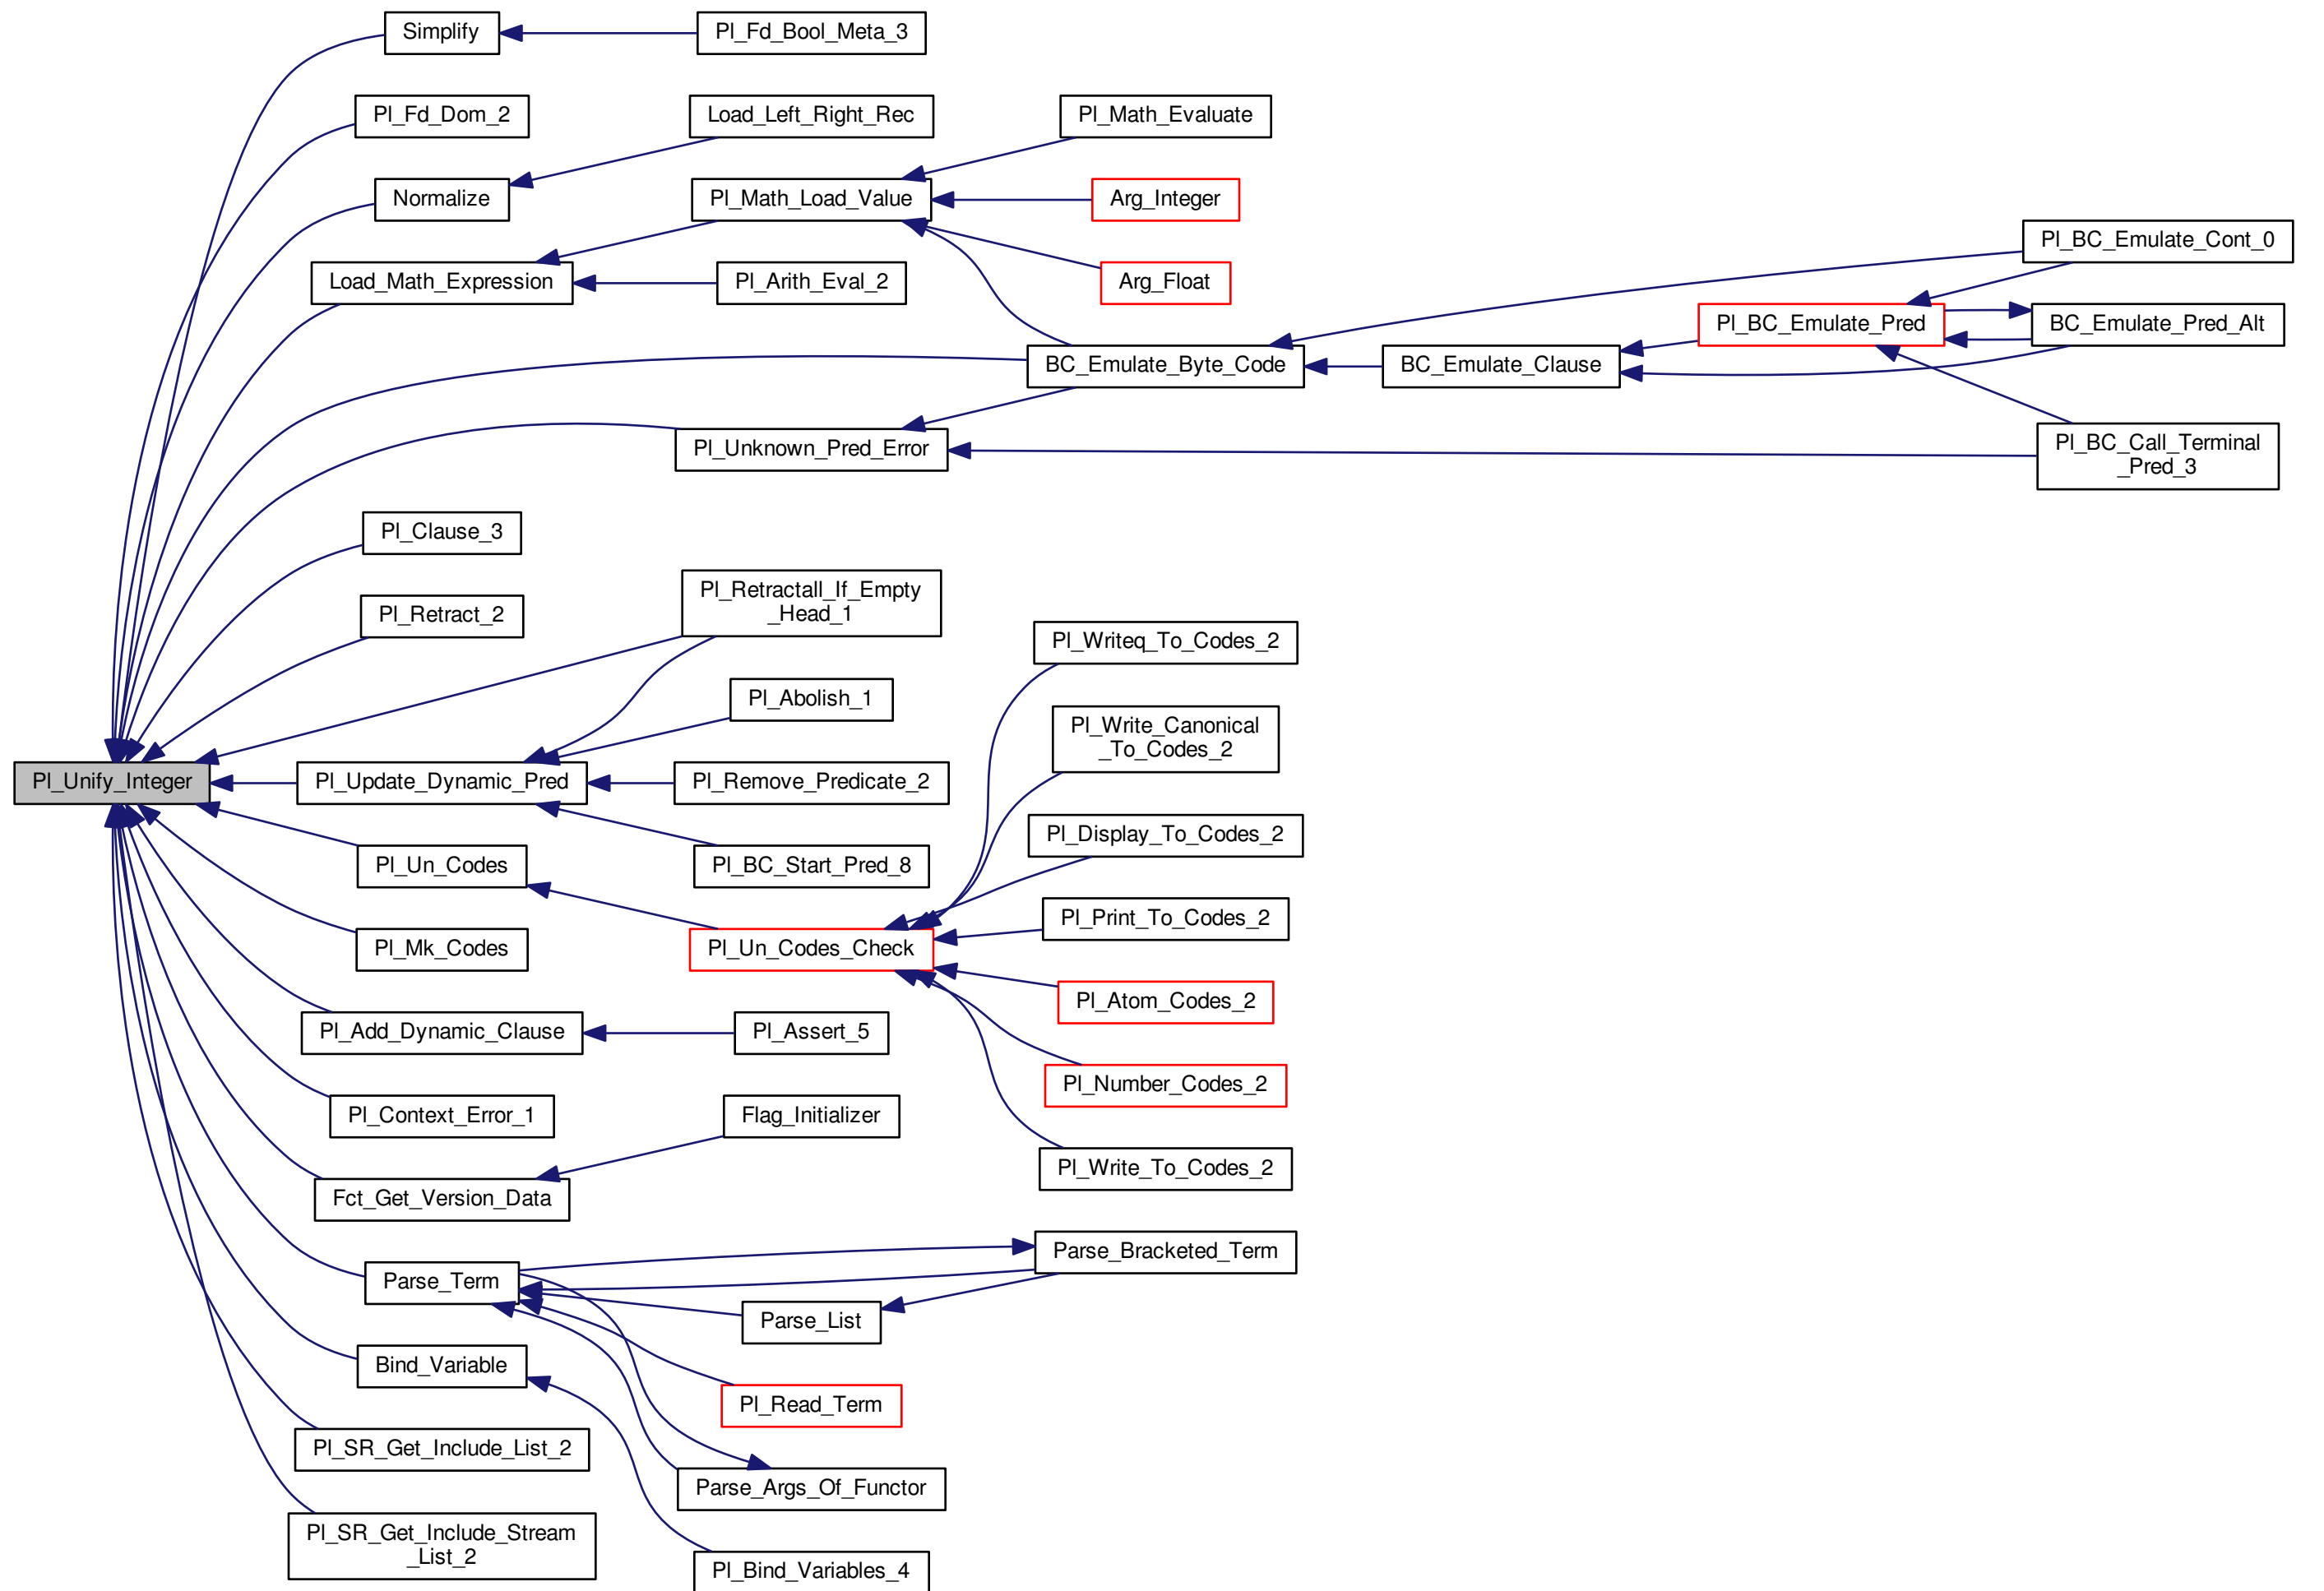 Simplify
Pl_Fd_Bool_Meta_3
Pl_Fd_Dom_2
Load_Left_Right_Rec
Pl_Math_Evaluate
Normalize
Pl_Math_Load_Value
Arg_Integer
Pl_BC_Emulate_Cont_0
Load_Math_Expression
Pl_Arith_Eval_2
Arg_Float
Pl_BC_Emulate_Pred
BC_Emulate_Pred_Alt
BC_Emulate_Byte_Code
BC_Emulate_Clause
Pl_Unknown_Pred_Error
Pl_BC_Call_Terminal
_Pred_3
Pl_Clause_3
Pl_Retractall_If_Empty
_Head_1
Pl_Retract_2
Pl_Writeq_To_Codes_2
Pl_Abolish_1
Pl_Write_Canonical
_To_Codes_2
Pl_Unify_Integer
Pl_Update_Dynamic_Pred
Pl_Remove_Predicate_2
Pl_Display_To_Codes_2
Pl_Un_Codes
Pl_BC_Start_Pred_8
Pl_Print_To_Codes_2
Pl_Mk_Codes
Pl_Un_Codes_Check
Pl_Atom_Codes_2
Pl_Add_Dynamic_Clause
Pl_Assert_5
Pl_Number_Codes_2
Pl_Context_Error_1
Flag_Initializer
Pl_Write_To_Codes_2
Fct_Get_Version_Data
Parse_Bracketed_Term
Parse_Term
Parse_List
Bind_Variable
Pl_Read_Term
Pl_SR_Get_Include_List_2
Parse_Args_Of_Functor
Pl_SR_Get_Include_Stream
_List_2
Pl_Bind_Variables_4